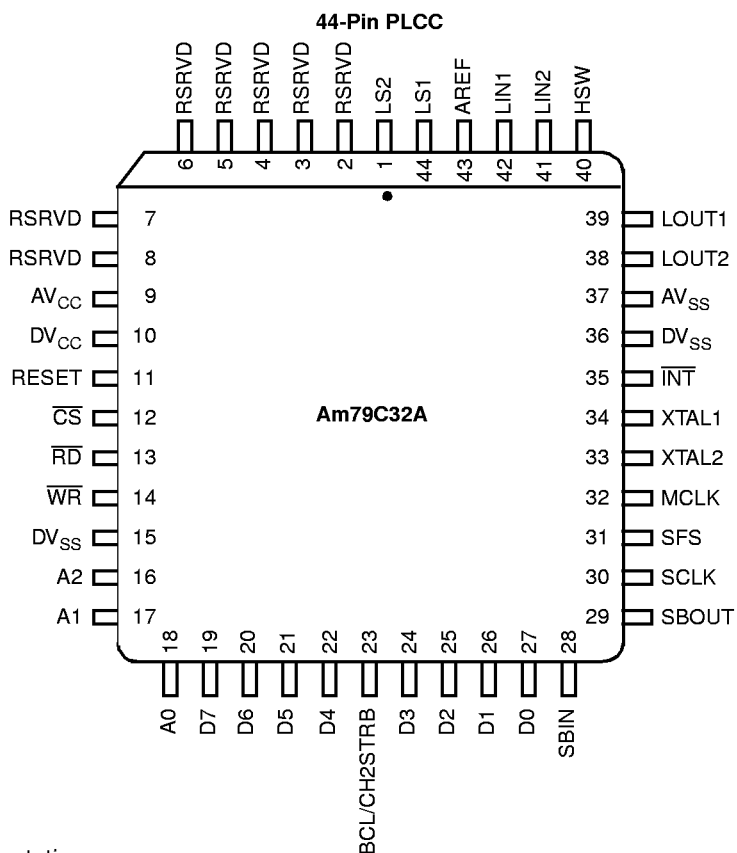 44-Pin PLCC
RSRVD
RSRVD
RSRVD
RSRVD
RSRVD
LS2
LS1
AREF
LIN1
LIN2
HSW
6
5
4
3
2
1
44
43
42
41
40
RSRVD 7
39 LOUT1
RSRVD 8
38 LOUT2
AVCC 9
37 AVSS
DVCC 10
36 DVSS
RESET 11
35 INT
CS 12
Am79C32A
34 XTAL1
RD 13
33 XTAL2
WR 14
32 MCLK
DVSS 15
31 SFS
A2 16
30 SCLK
A1 17
29 SBOUT
18
19
20
21
22
23
24
25
26
27
28
A0
D7
D6
D5
D4
BCL/CH2STRB
D3
D2
D1
D0
SBIN